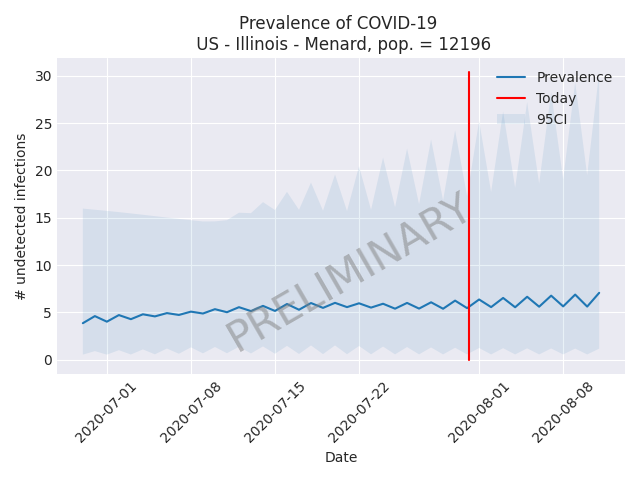 Prevalence of COVID-19
US - Illinois - Menard, pop. = 12196
30
25
20
15
10
5
0
# undetected infections
Prevalence
Today
95CI
PRELIMINARY
2020-07-01
2020-07-08
2020-07-15
2020-07-22
2020-08-01
2020-08-08
Date